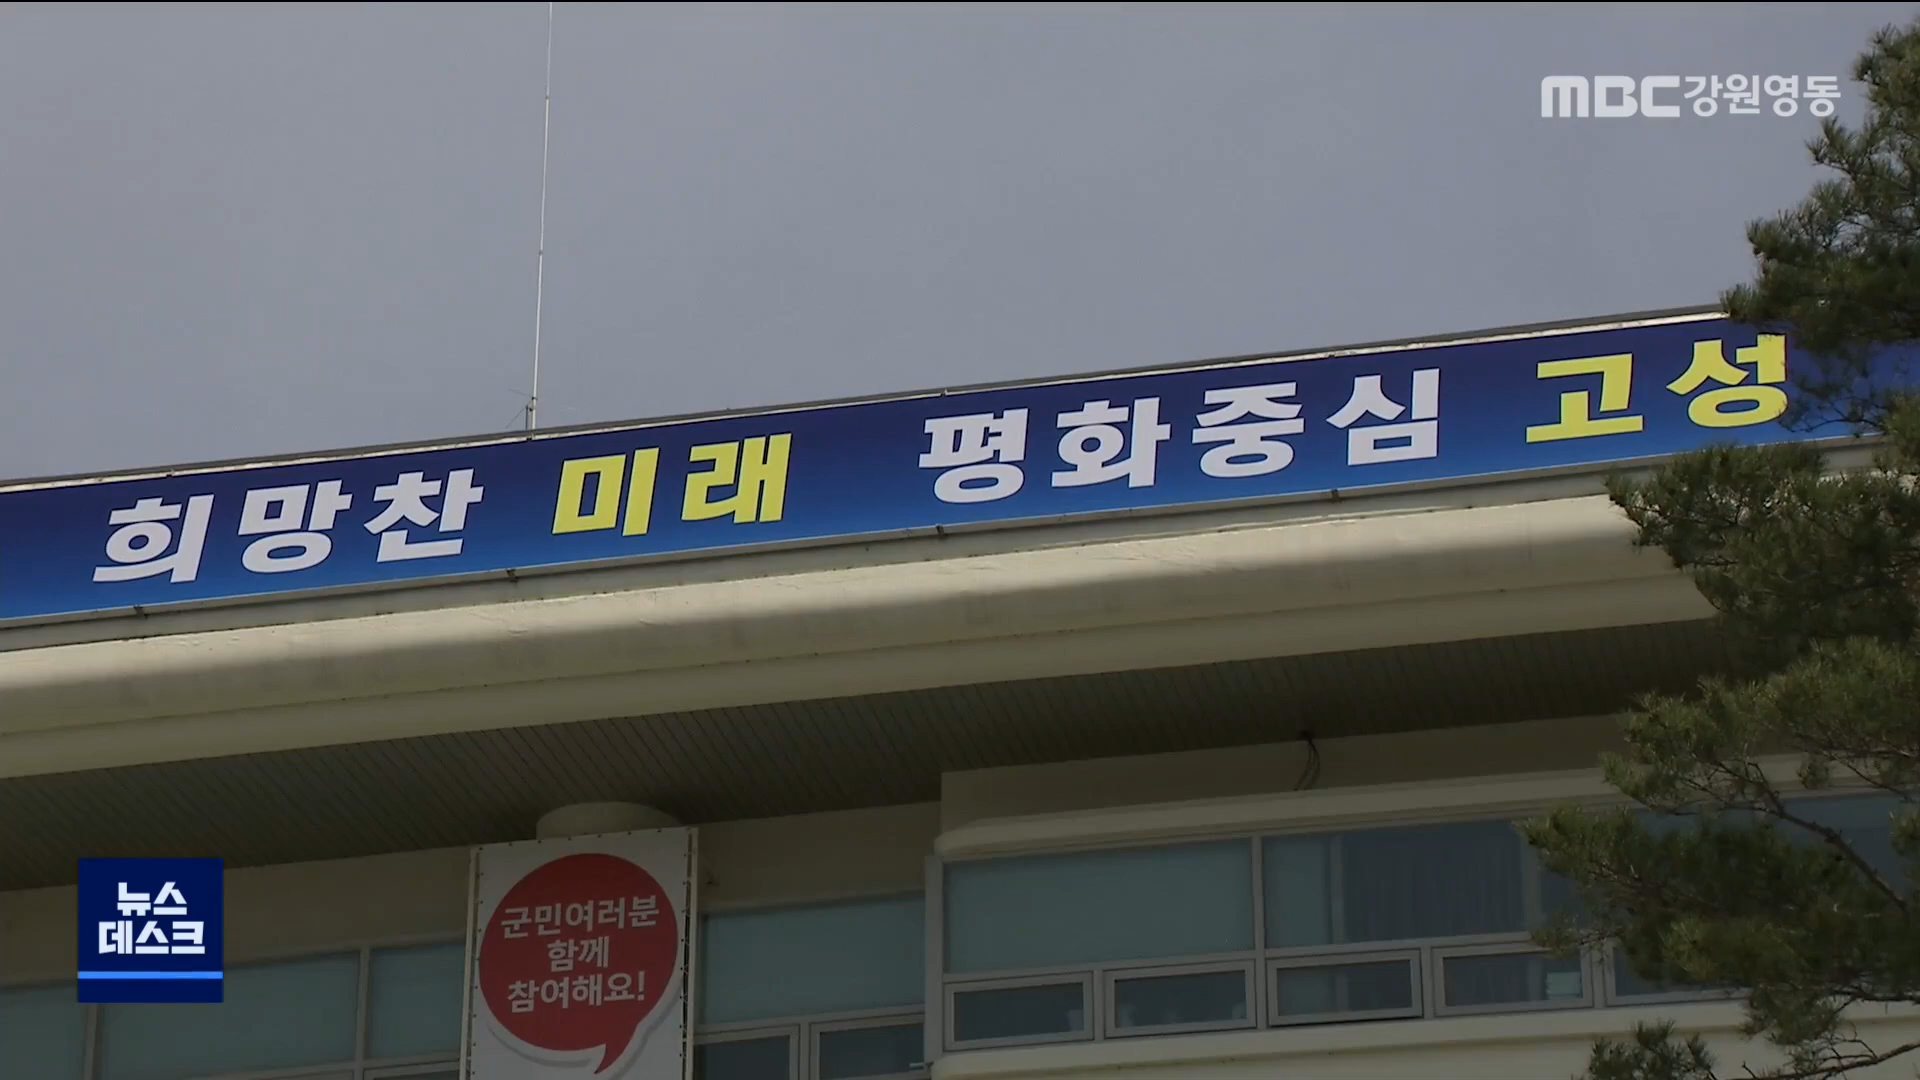 MBC강원영동
희망찬 미래 평화중심 고성
군민여러분
함께
참여해요!
뉴스
데스크